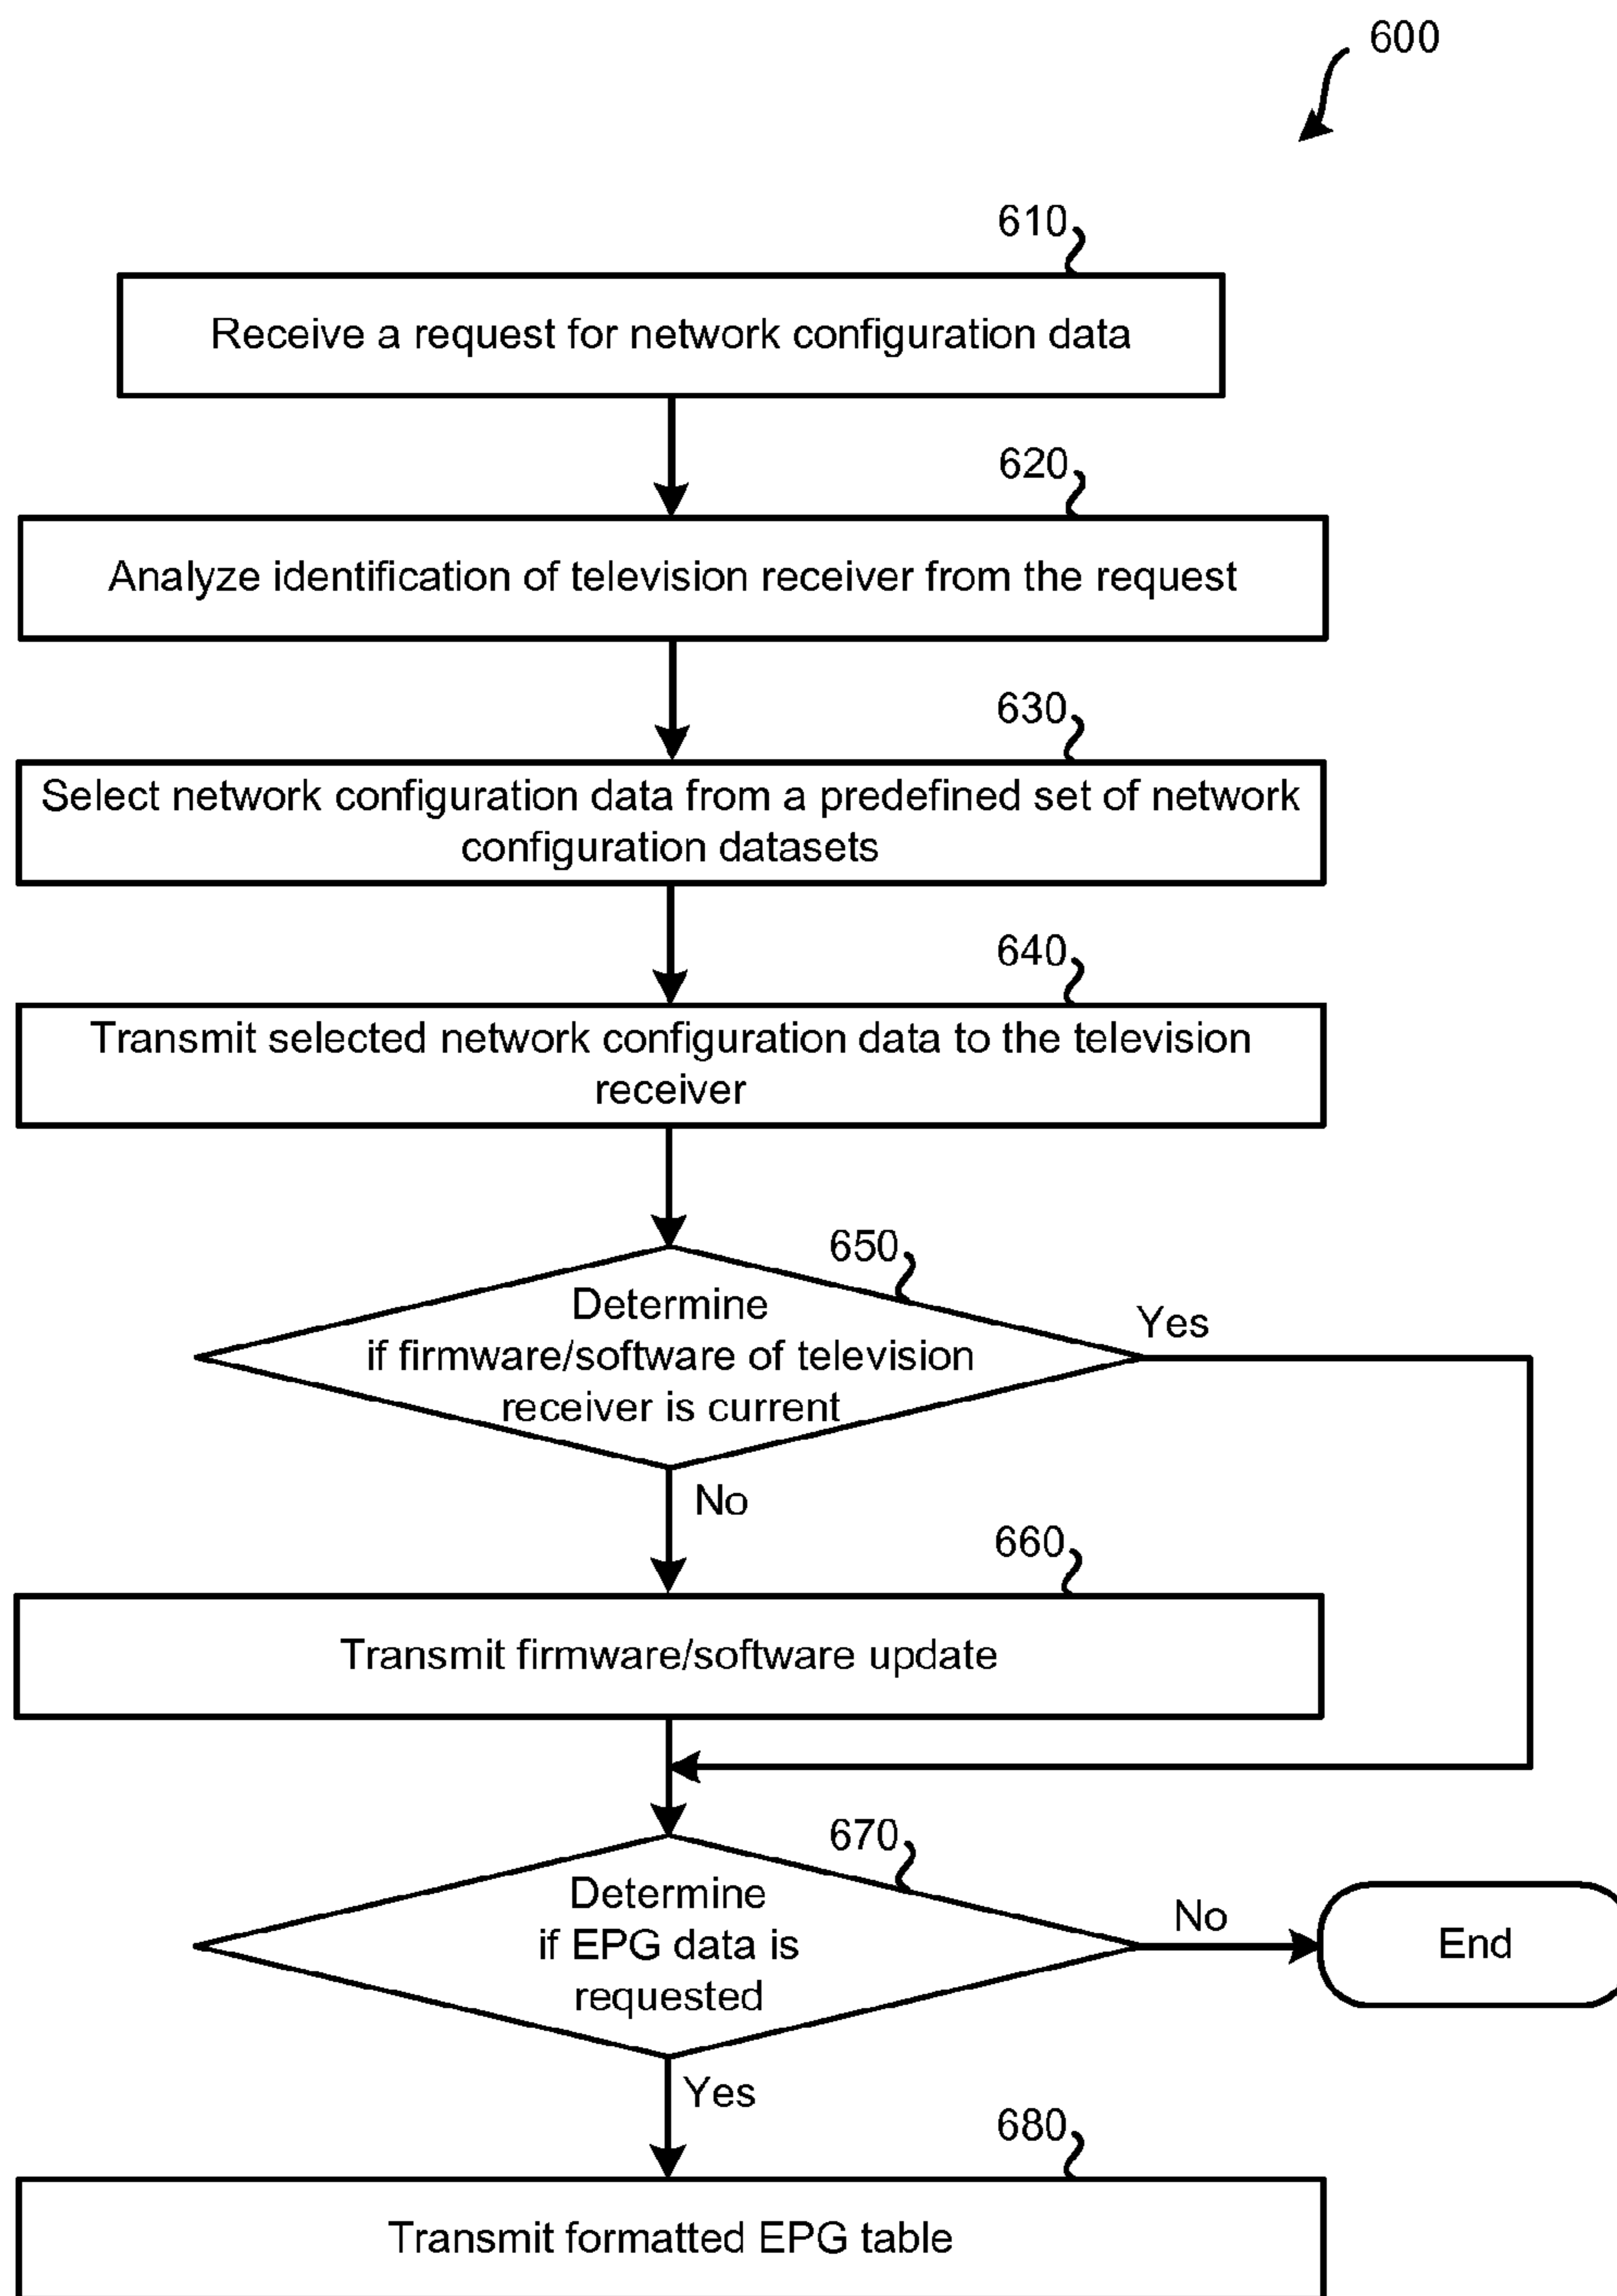 600
610
Receive a request for network configuration data
620
Analyze identification of television receiver from the request
630
Select network configuration data from a predefined set of network
configuration datasets
640
Transmit selected network configuration data to the television
receiver
650
Determine
if firmware/software of television
receiver is current
Yes
No
660
Transmit firmware/software update
670
Determine
if EPG data is
requested
No
End
Yes
680
Transmit formatted EPG table